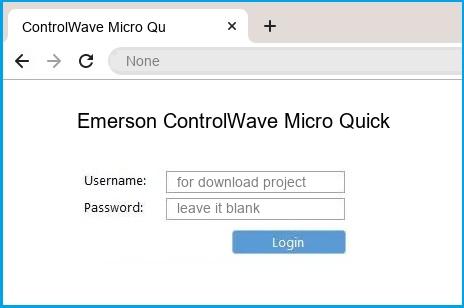 ControlWave Micro Qu
None
Emerson ControlWave Micro Quick
Username: for download project
Password: leave it blank
Login